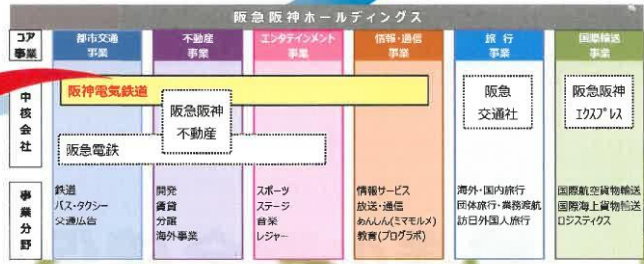 阪急阪神ホールディングス
コア
事業
都市交通
事業
不動産
事業
エンタテインメント
事業
情報・通信
事業
旅行
事業
国際輸送
事業
中核会社
阪神電気鉄道
阪急電鉄
阪急阪神
不動産
阪急
交通社
阪急阪神
エクスプレス
事業分野
鉄道
バス・タクシー
交通広告
開発
賃貸
分譲
海外事業
スポーツ
ステージ
音楽
レジャー
情報サービス
放送・通信
あんしん(ミマモルメ)
教育(プログラボ)
海外・国内旅行
団体旅行・業務渡航
訪日外国人旅行
国際航空貨物輸送
国際海上貨物輸送
ロジスティクス